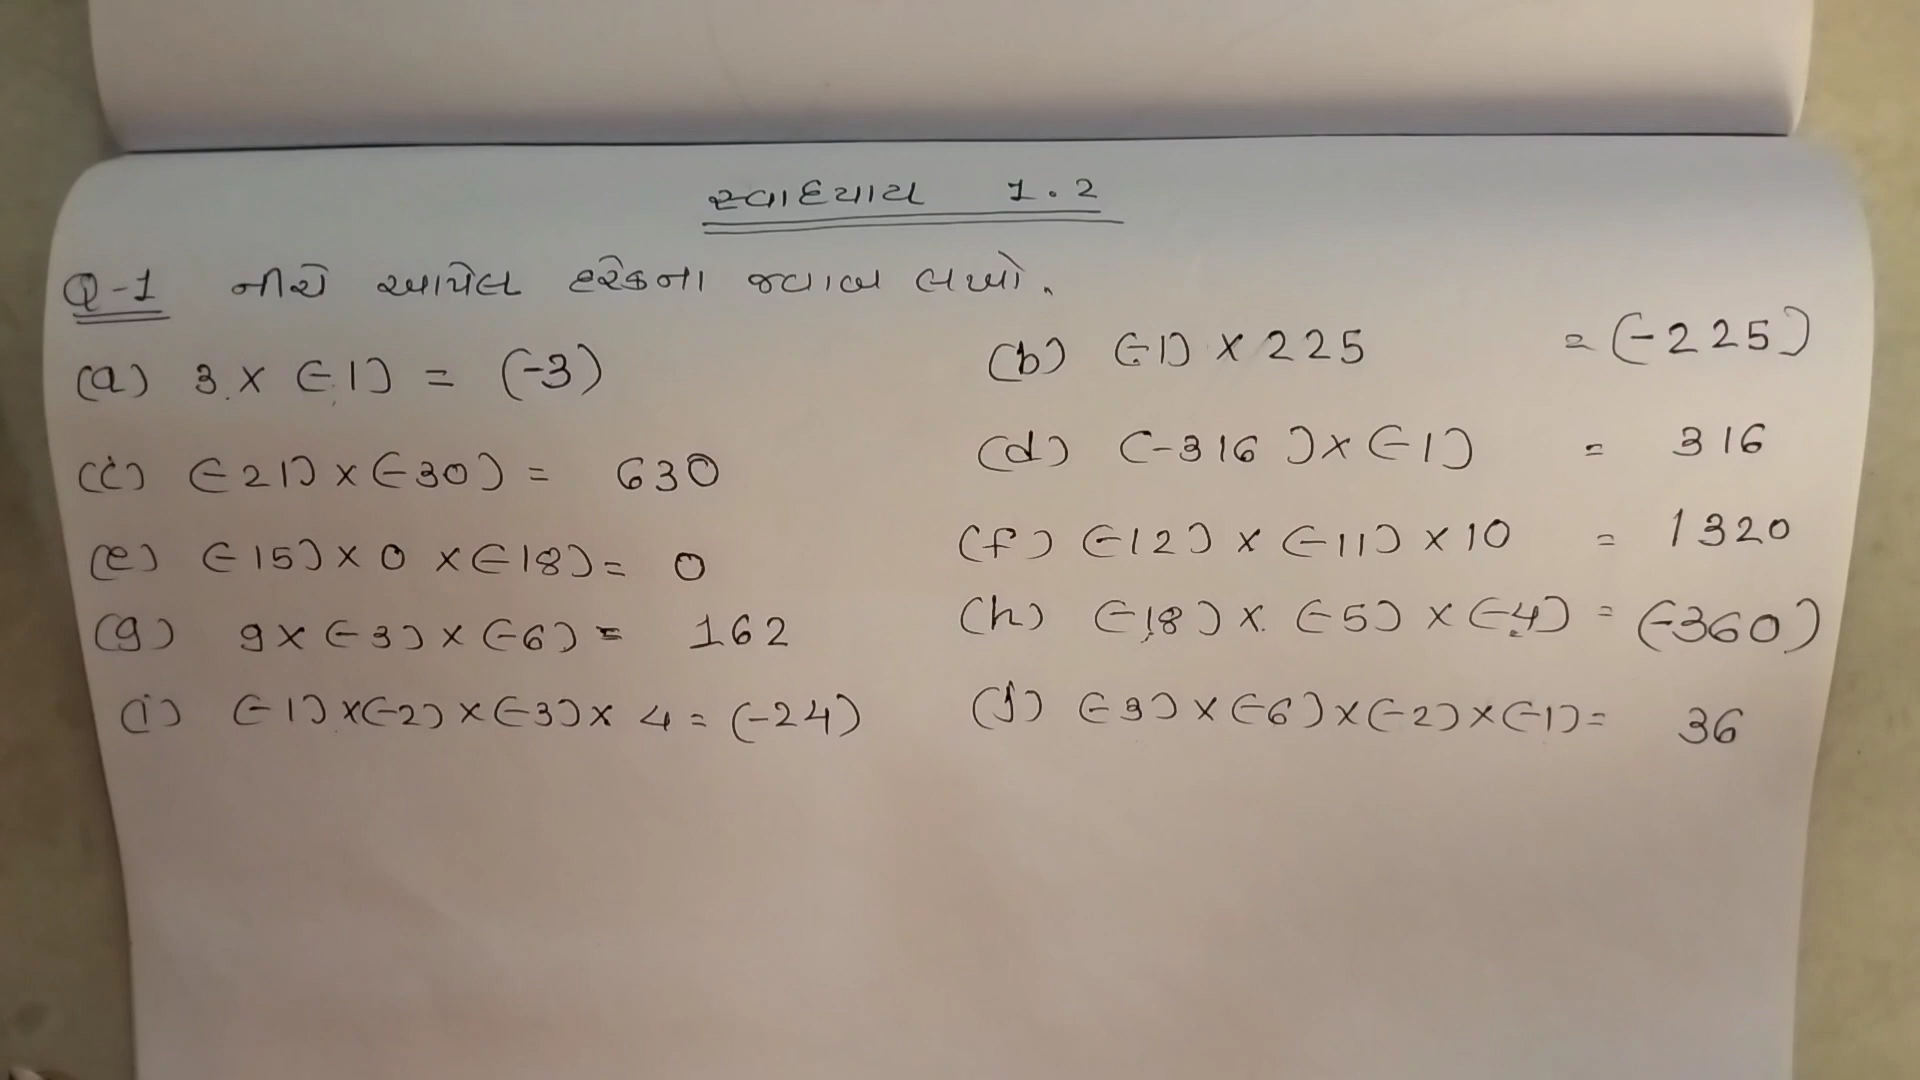 સ્વાધ્યાય 1.2
Q-1 નીચે આપેલ દરેકના જવાબ લખો.
(a) 3 × (-1) = (-3) (b) (-1) × 225 = (-225)
(c) (-21) × (-30) = 630 (d) (-316) × (-1) = 316
(e) (-15) × 0 × (-18) = 0 (f) (-12) × (-11) × 10 = 1320
(g) 9 × (-3) × (-6) = 162 (h) (-18) × (-5) × (-4) = (-360)
(i) (-1) × (-2) × (-3) × 4 = (-24) (j) (-3) × (-6) × (-2) × (-1) = 36